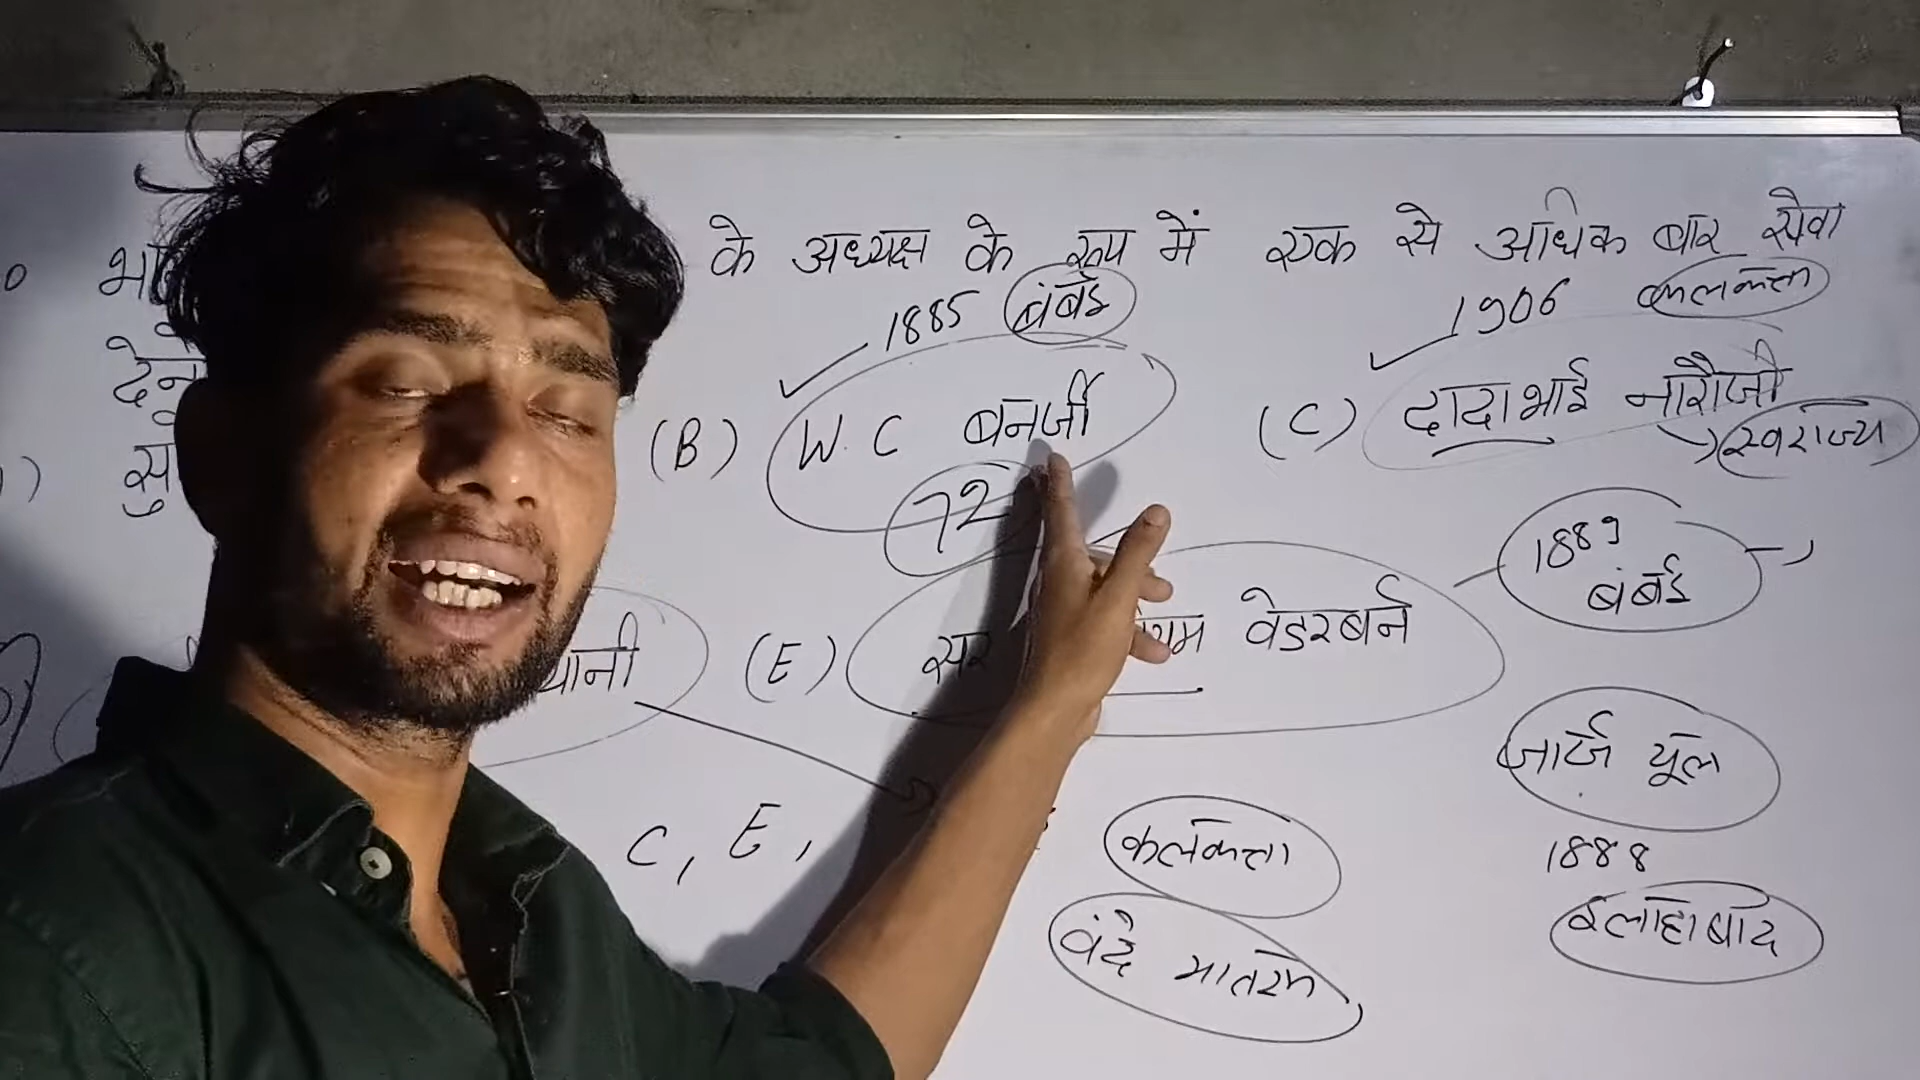 के अध्यक्ष के रूप में एक से अधिक बार सेवा
1885 बंबई
1906 कलकत्ता
(B) W. C बनर्जी
(C) दादाभाई नारौजी
72
स्वराज्य
1889
बंबई
यानी
(E) सर यम वेडरबर्न
जार्ज यूल
C, E,
कलकत्ता
1888
वंदे मातरम
इलाहाबाद